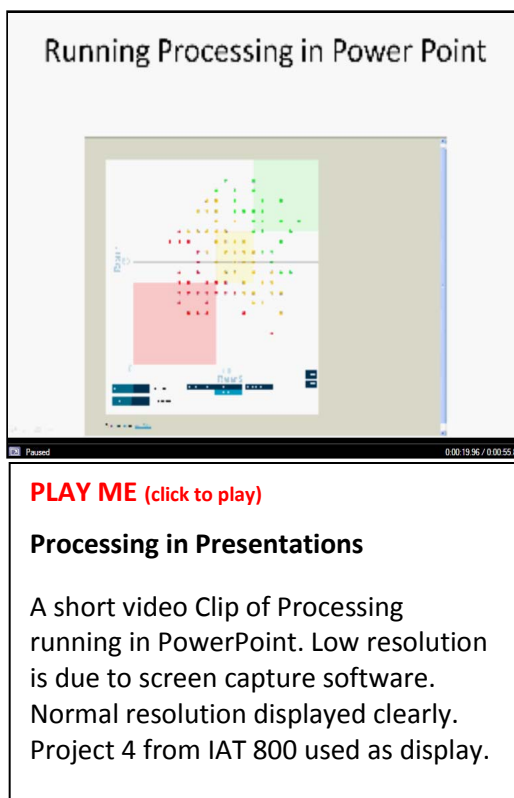 Running Processing in Power Point
Paused
0:00:19.96 / 0:00:55.
PLAY ME (click to play)
Processing in Presentations
A short video Clip of Processing
running in PowerPoint. Low resolution
is due to screen capture software.
Normal resolution displayed clearly.
Project 4 from IAT 800 used as display.